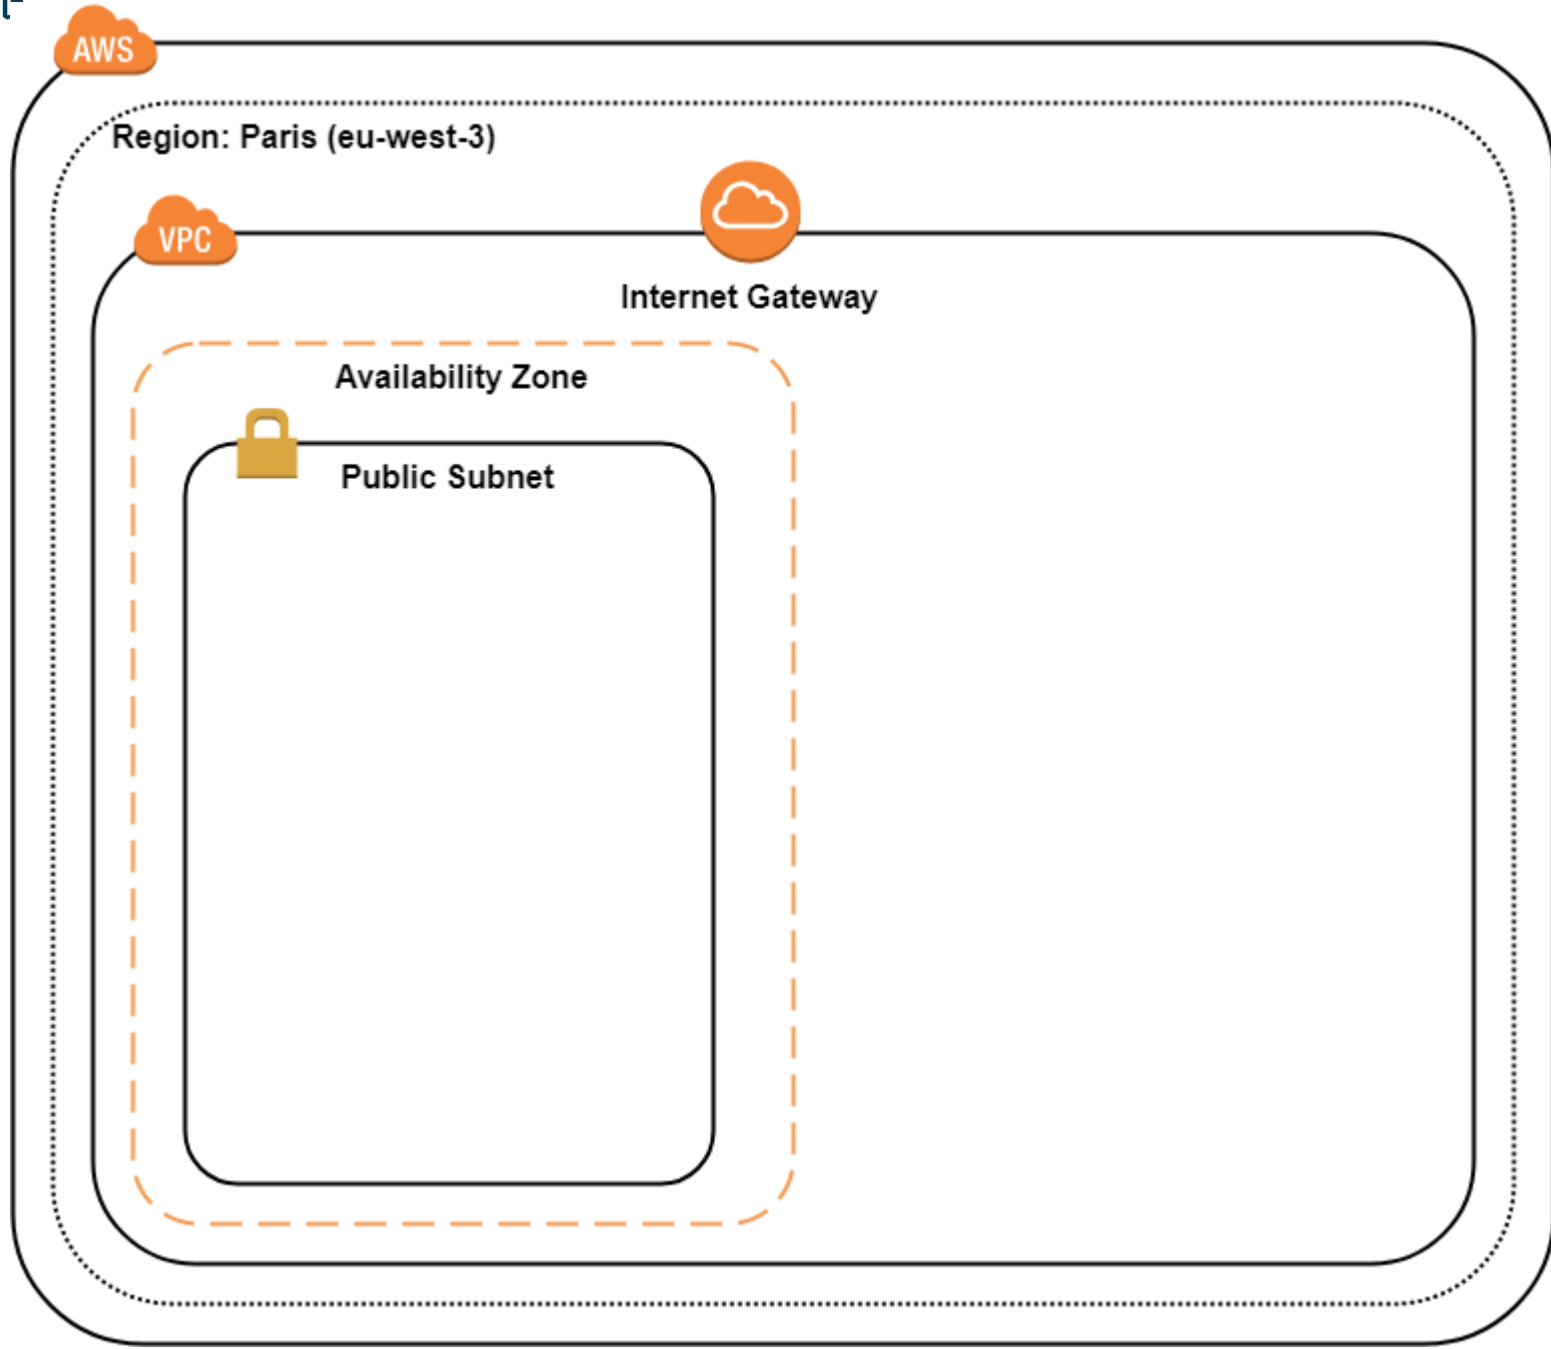 AWS
Region: Paris (eu-west-3)
VPC
Internet Gateway
Availability Zone
Public Subnet